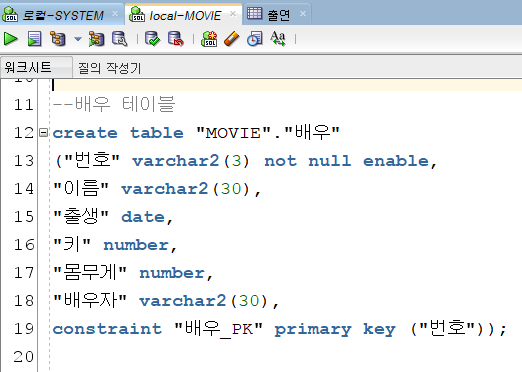 로컬-SYSTEM
local-MOVIE
출연
워크시트
질의 작성기
11 --배우 테이블
12 create table "MOVIE"."배우"
13 ("번호" varchar2(3) not null enable,
14 "이름" varchar2(30),
15 "출생" date,
16 "키" number,
17 "몸무게" number,
18 "배우자" varchar2(30),
19 constraint "배우_PK" primary key ("번호"));
20